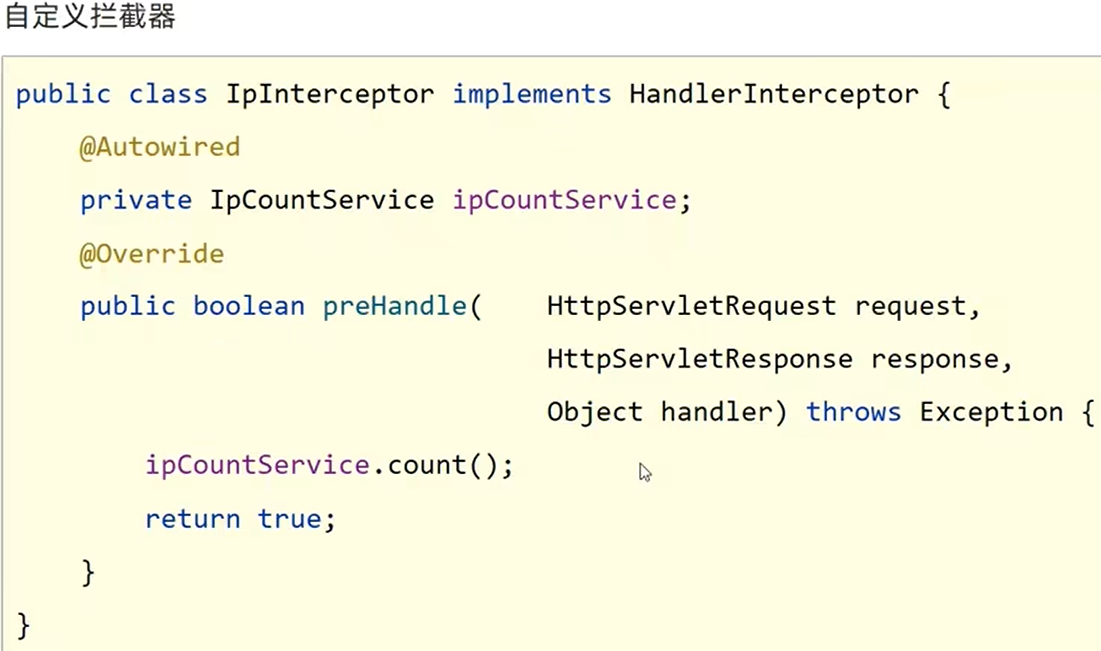 自定义拦截器
public class IpInterceptor implements HandlerInterceptor {
    @Autowired
    private IpCountService ipCountService;
    @Override
    public boolean preHandle(    HttpServletRequest request,
                                 HttpServletResponse response,
                                 Object handler) throws Exception {
        ipCountService.count();
        return true;
    }
}